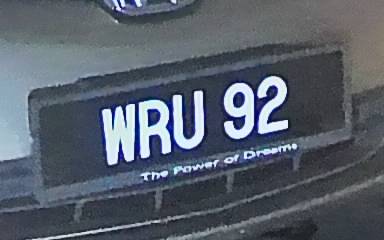 WRU 92
The Power of Dreams